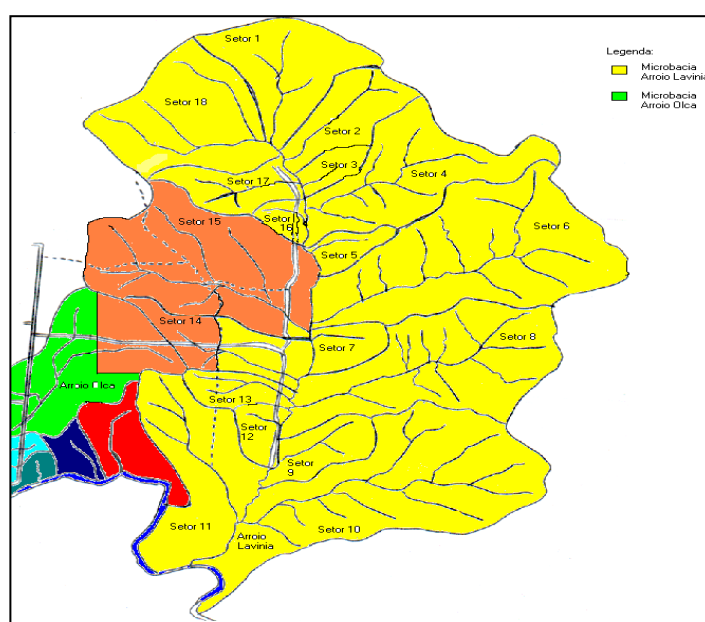 Setor 1
Legenda:
Microbacia
Arroio Lavinia
Microbacia
Arroio Olca
Setor 18
Setor 2
Setor 3
Setor 4
Setor 17
Setor 15
Setor
16
Setor 6
Setor 5
Setor 14
Setor 7
Setor 8
Arroio Olca
Setor 13
Setor
12
Setor
9
Setor 11
Setor 10
Arroio
Lavinia